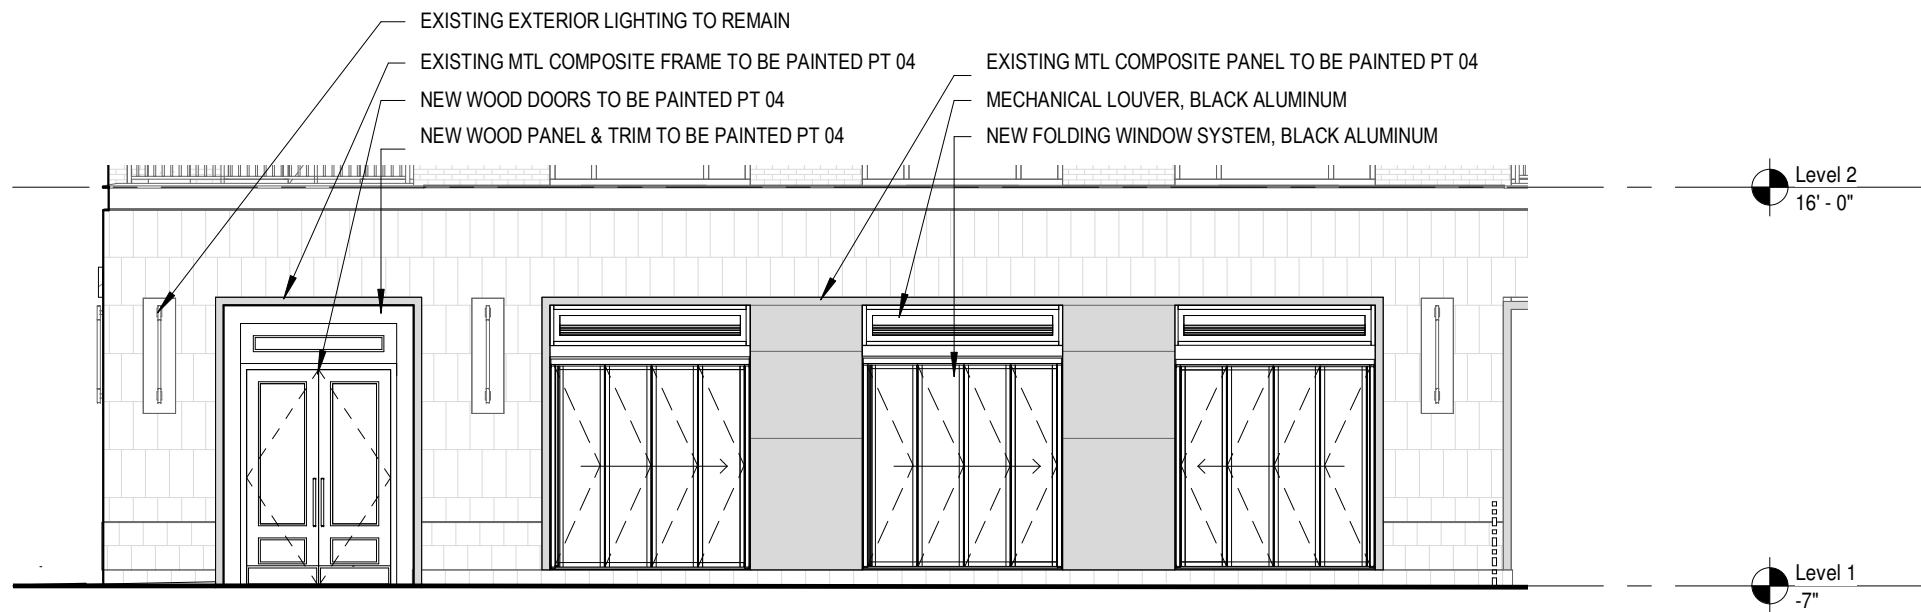 EXISTING EXTERIOR LIGHTING TO REMAIN
EXISTING MTL COMPOSITE FRAME TO BE PAINTED PT 04
NEW WOOD DOORS TO BE PAINTED PT 04
NEW WOOD PANEL & TRIM TO BE PAINTED PT 04
EXISTING MTL COMPOSITE PANEL TO BE PAINTED PT 04
MECHANICAL LOUVER, BLACK ALUMINUM
NEW FOLDING WINDOW SYSTEM, BLACK ALUMINUM
Level 2
16' - 0"
Level 1
-7"